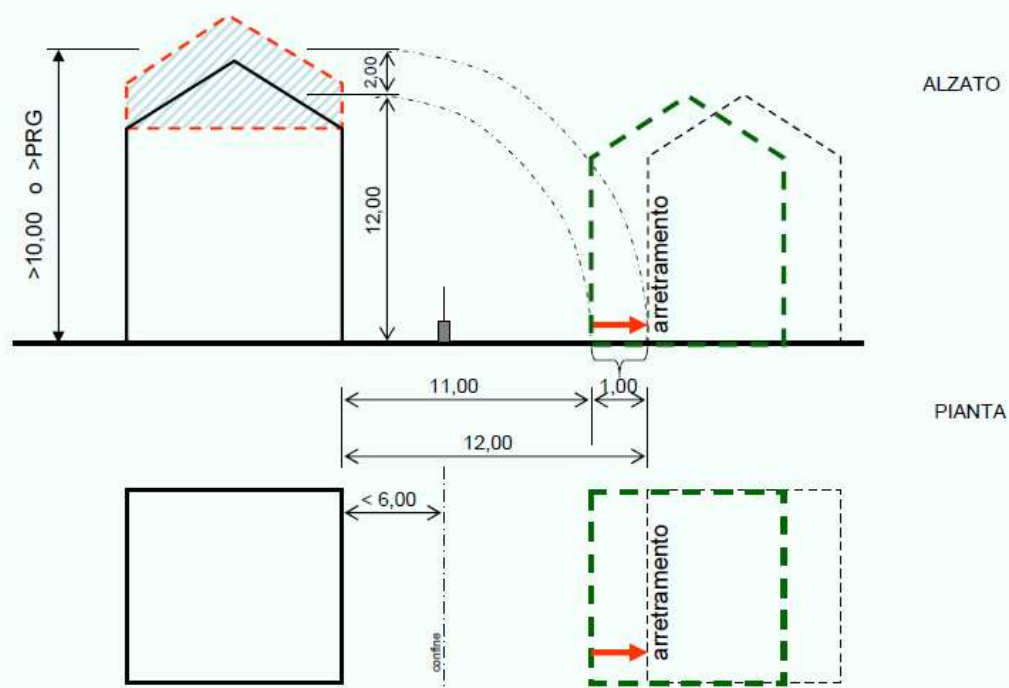 ALZATO
2,00
>10,00 o >PRG
12,00
arretramento
11,00
1,00
PIANTA
12,00
< 6,00
arretramento
confine